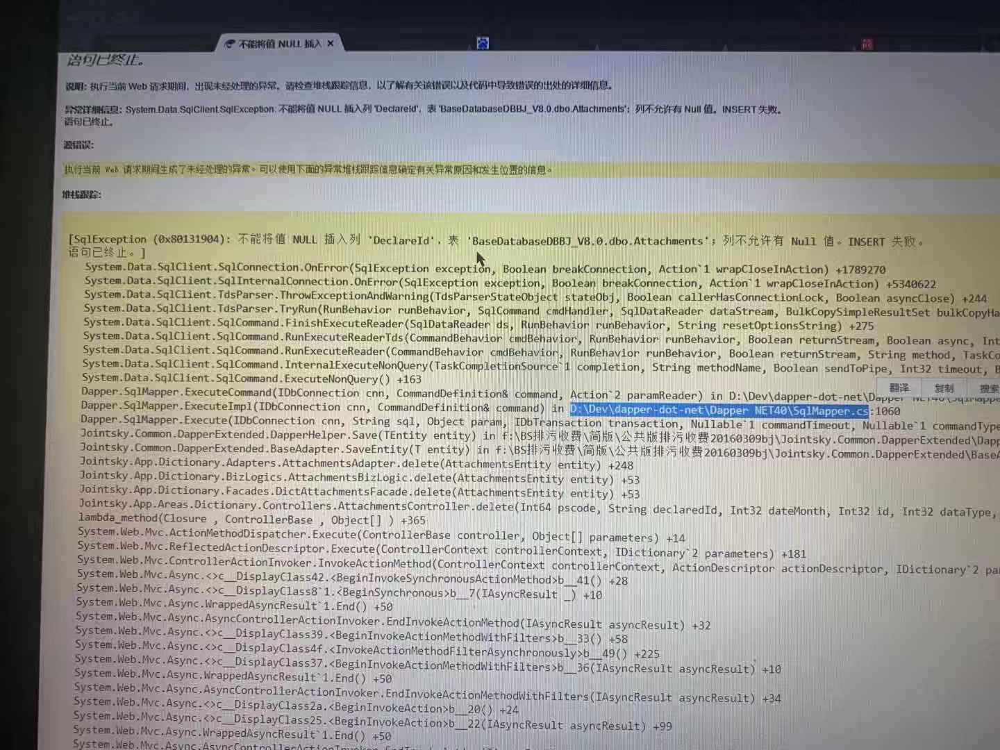 不能将值 NULL 插入 ×
简
语句已终止。
说明: 执行当前 Web 请求期间，出现未经处理的异常。请检查堆栈跟踪信息，以了解有关该错误以及代码中导致错误的出处的详细信息。
异常详细信息: System.Data.SqlClient.SqlException: 不能将值 NULL 插入列 'DeclareId'，表 'BaseDatabaseDBBJ_V8.0.dbo.Attachments'；列不允许有 Null 值。INSERT 失败。
语句已终止。
源错误:
执行当前 Web 请求期间生成了未经处理的异常。可以使用下面的异常堆栈跟踪信息确定有关异常原因和发生位置的信息。
堆栈跟踪:
[SqlException (0x80131904): 不能将值 NULL 插入列 'DeclareId'，表 'BaseDatabaseDBBJ_V8.0.dbo.Attachments'；列不允许有 Null 值。INSERT 失败。
语句已终止。]
System.Data.SqlClient.SqlConnection.OnError(SqlException exception, Boolean breakConnection, Action`1 wrapCloseInAction) +1789270
System.Data.SqlClient.SqlInternalConnection.OnError(SqlException exception, Boolean breakConnection, Action`1 wrapCloseInAction) +5340622
System.Data.SqlClient.TdsParser.ThrowExceptionAndWarning(TdsParserStateObject stateObj, Boolean callerHasConnectionLock, Boolean asyncClose) +244
System.Data.SqlClient.TdsParser.TryRun(RunBehavior runBehavior, SqlCommand cmdHandler, SqlDataReader dataStream, BulkCopySimpleResultSet bulkCopyHa
System.Data.SqlClient.SqlCommand.FinishExecuteReader(SqlDataReader ds, RunBehavior runBehavior, String resetOptionsString) +275
System.Data.SqlClient.SqlCommand.RunExecuteReaderTds(CommandBehavior cmdBehavior, RunBehavior runBehavior, Boolean returnStream, Boolean async, Int
System.Data.SqlClient.SqlCommand.RunExecuteReader(CommandBehavior cmdBehavior, RunBehavior runBehavior, Boolean returnStream, String method, TaskCo
System.Data.SqlClient.SqlCommand.InternalExecuteNonQuery(TaskCompletionSource`1 completion, String methodName, Boolean sendToPipe, Int32 timeout, B
System.Data.SqlClient.SqlCommand.ExecuteNonQuery() +163
翻译 复制 搜索
Dapper.SqlMapper.ExecuteCommand(IDbConnection cnn, CommandDefinition& command, Action`2 paramReader) in D:\Dev\dapper-dot-net\Dapper NET40\SqlMappe
Dapper.SqlMapper.ExecuteImpl(IDbConnection cnn, CommandDefinition& command) in D:\Dev\dapper-dot-net\Dapper NET40\SqlMapper.cs:1060
Dapper.SqlMapper.Execute(IDbConnection cnn, String sql, Object param, IDbTransaction transaction, Nullable`1 commandTimeout, Nullable`1 commandType
Jointsky.Common.DapperExtended.DapperHelper.Save(TEntity entity) in f:\BS排污收费\简版\公共版排污收费20160309bj\Jointsky.Common.DapperExtended\Dapp
Jointsky.Common.DapperExtended.BaseAdapter.SaveEntity(T entity) in f:\BS排污收费\简版\公共版排污收费20160309bj\Jointsky.Common.DapperExtended\BaseA
Jointsky.App.Dictionary.Adapters.AttachmentsAdapter.delete(AttachmentsEntity entity) +248
Jointsky.App.Dictionary.BizLogics.AttachmentsBizLogic.delete(AttachmentsEntity entity) +53
Jointsky.App.Dictionary.Facades.DictAttachmentsFacade.delete(AttachmentsEntity entity) +53
Jointsky.App.Areas.Dictionary.Controllers.AttachmentsController.delete(Int64 pscode, String declaredId, Int32 dateMonth, Int32 id, Int32 dataType,
lambda_method(Closure , ControllerBase , Object[] ) +365
System.Web.Mvc.ActionMethodDispatcher.Execute(ControllerBase controller, Object[] parameters) +14
System.Web.Mvc.ReflectedActionDescriptor.Execute(ControllerContext controllerContext, IDictionary`2 parameters) +181
System.Web.Mvc.ControllerActionInvoker.InvokeActionMethod(ControllerContext controllerContext, ActionDescriptor actionDescriptor, IDictionary`2 par
System.Web.Mvc.Async.<>c__DisplayClass42.<BeginInvokeSynchronousActionMethod>b__41() +28
System.Web.Mvc.Async.<>c__DisplayClass8`1.<BeginSynchronous>b__7(IAsyncResult _) +10
System.Web.Mvc.Async.WrappedAsyncResult`1.End() +50
System.Web.Mvc.Async.AsyncControllerActionInvoker.EndInvokeActionMethod(IAsyncResult asyncResult) +32
System.Web.Mvc.Async.<>c__DisplayClass39.<BeginInvokeActionMethodWithFilters>b__33() +58
System.Web.Mvc.Async.<>c__DisplayClass4f.<InvokeActionMethodFilterAsynchronously>b__49() +225
System.Web.Mvc.Async.<>c__DisplayClass37.<BeginInvokeActionMethodWithFilters>b__36(IAsyncResult asyncResult) +10
System.Web.Mvc.Async.WrappedAsyncResult`1.End() +50
System.Web.Mvc.Async.AsyncControllerActionInvoker.EndInvokeActionMethodWithFilters(IAsyncResult asyncResult) +34
System.Web.Mvc.Async.<>c__DisplayClass2a.<BeginInvokeAction>b__20() +24
System.Web.Mvc.Async.<>c__DisplayClass25.<BeginInvokeAction>b__22(IAsyncResult asyncResult) +99
System.Web.Mvc.Async.WrappedAsyncResult`1.End() +50
System.Web.Mvc.Async.AsyncControllerActionInvoker.EndInvokeAction(IAsyncResult asyncResult)